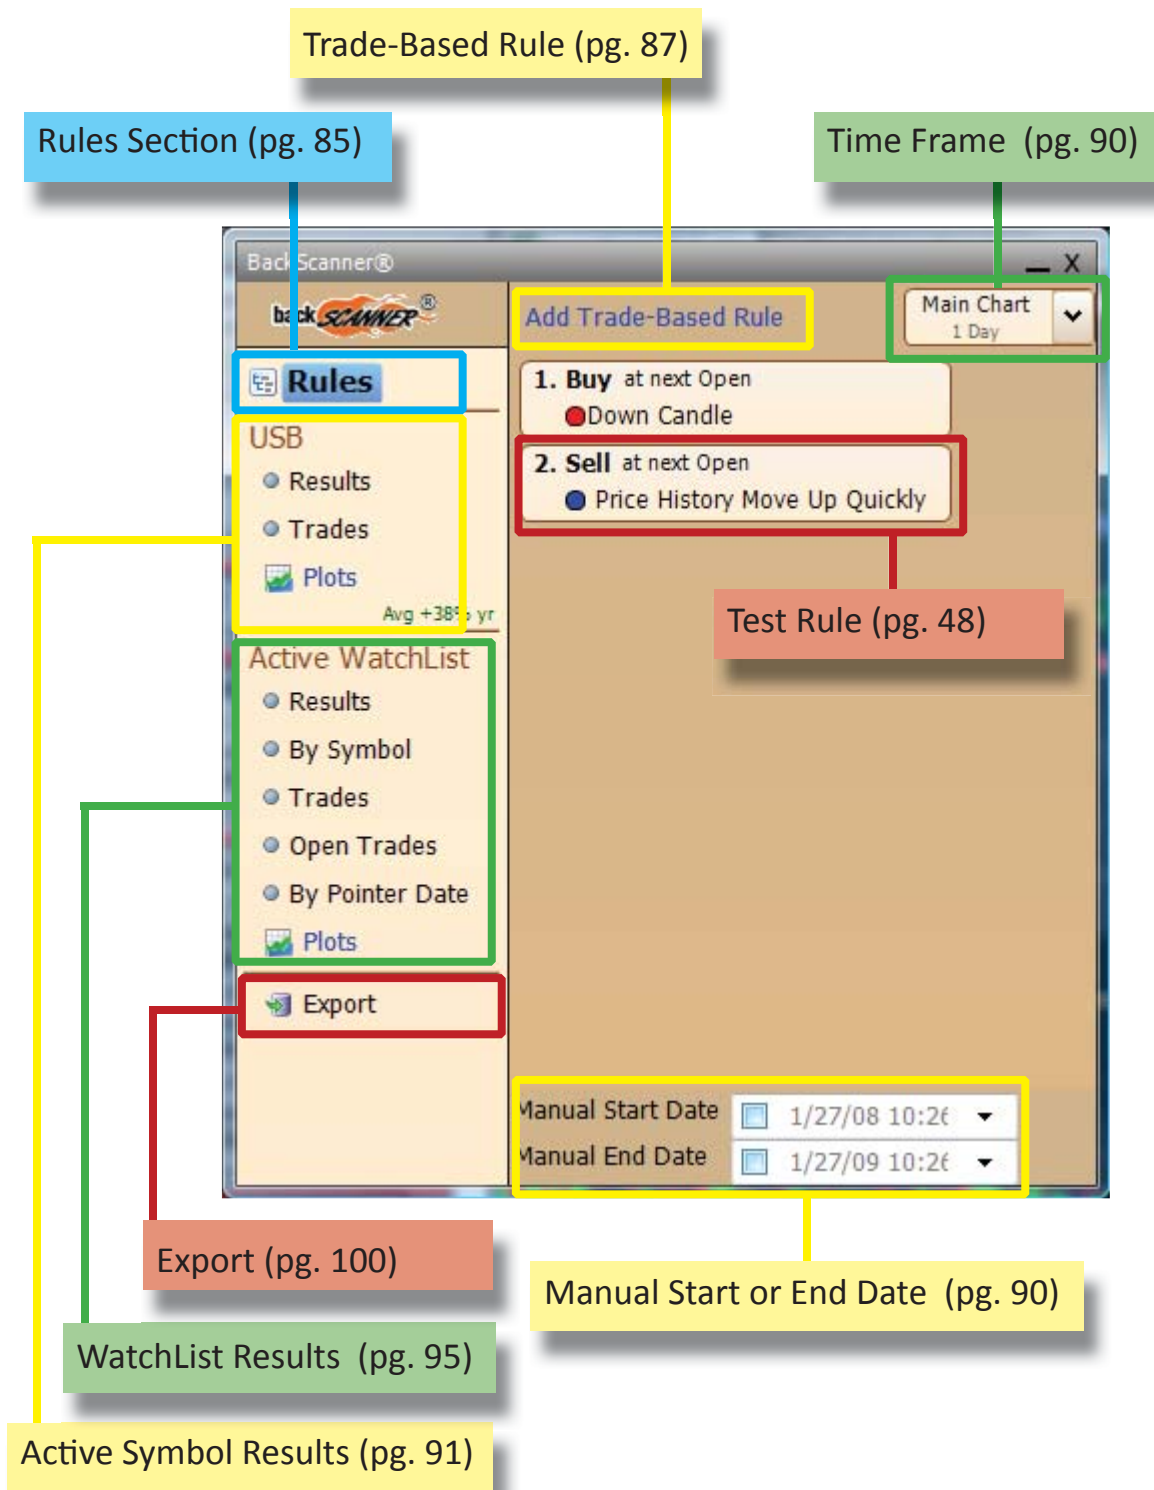 Trade-Based Rule (pg. 87)
Rules Section (pg. 85)
Time Frame (pg. 90)
BackScanner®
X
back SCANNER®
Add Trade-Based Rule
Main Chart
1 Day
Rules
1. Buy at next Open
Down Candle
2. Sell at next Open
Price History Move Up Quickly
USB
Results
Trades
Plots
Avg +38% yr
Test Rule (pg. 48)
Active WatchList
Results
By Symbol
Trades
Open Trades
By Pointer Date
Plots
Export
Manual Start Date 1/27/08 10:26
Manual End Date 1/27/09 10:26
Export (pg. 100)
Manual Start or End Date (pg. 90)
WatchList Results (pg. 95)
Active Symbol Results (pg. 91)